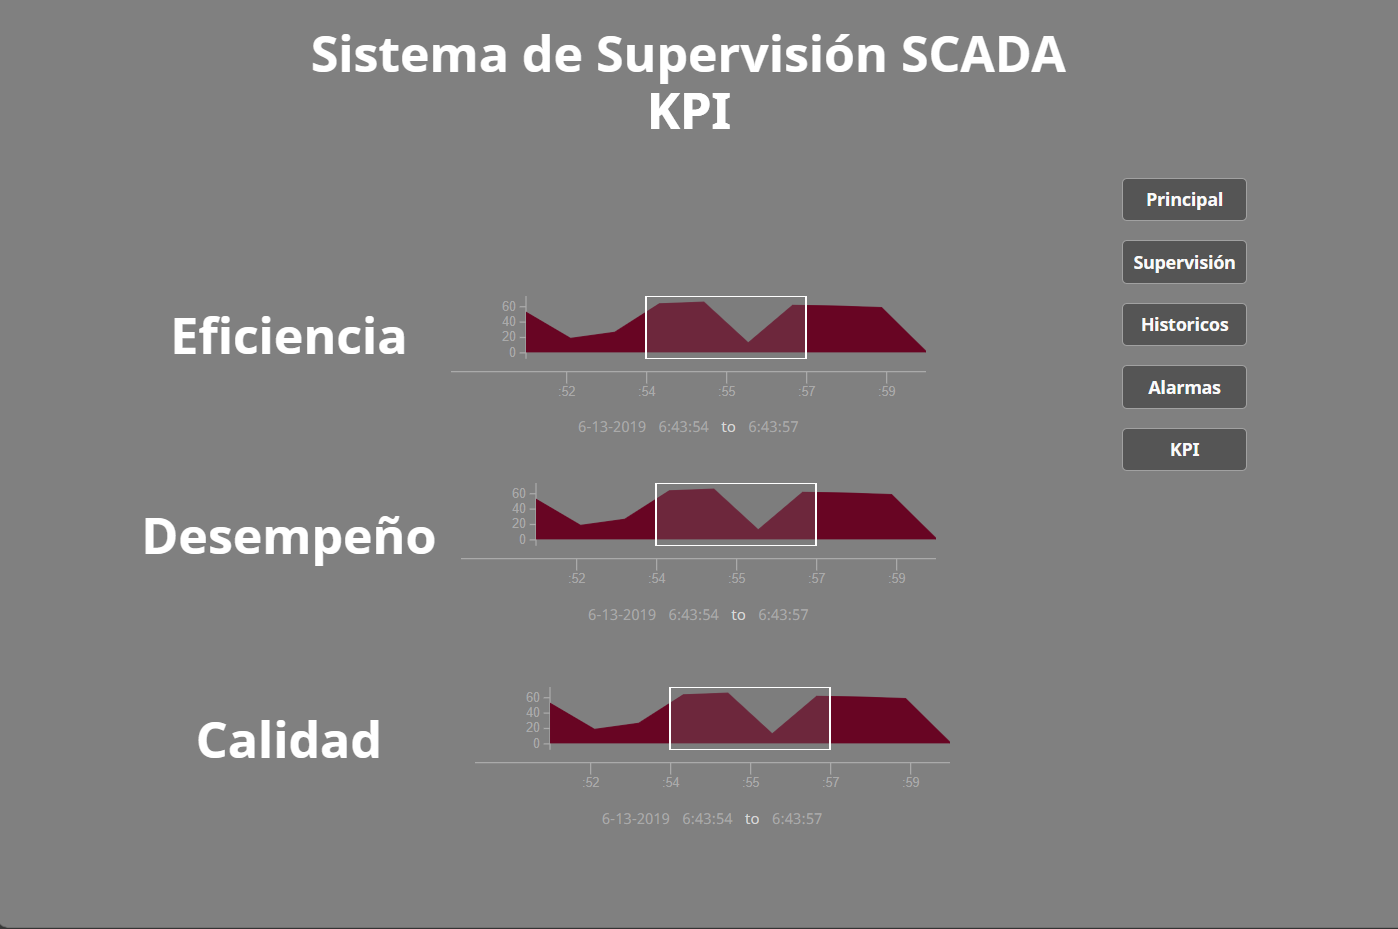 Sistema de Supervisión SCADA
KPI
Principal
Supervisión
Historicos
Alarmas
KPI
Eficiencia
60
40
20
0
:52 :54 :55 :57 :59
6-13-2019 6:43:54 to 6:43:57
Desempeño
60
40
20
0
:52 :54 :55 :57 :59
6-13-2019 6:43:54 to 6:43:57
Calidad
60
40
20
0
:52 :54 :55 :57 :59
6-13-2019 6:43:54 to 6:43:57